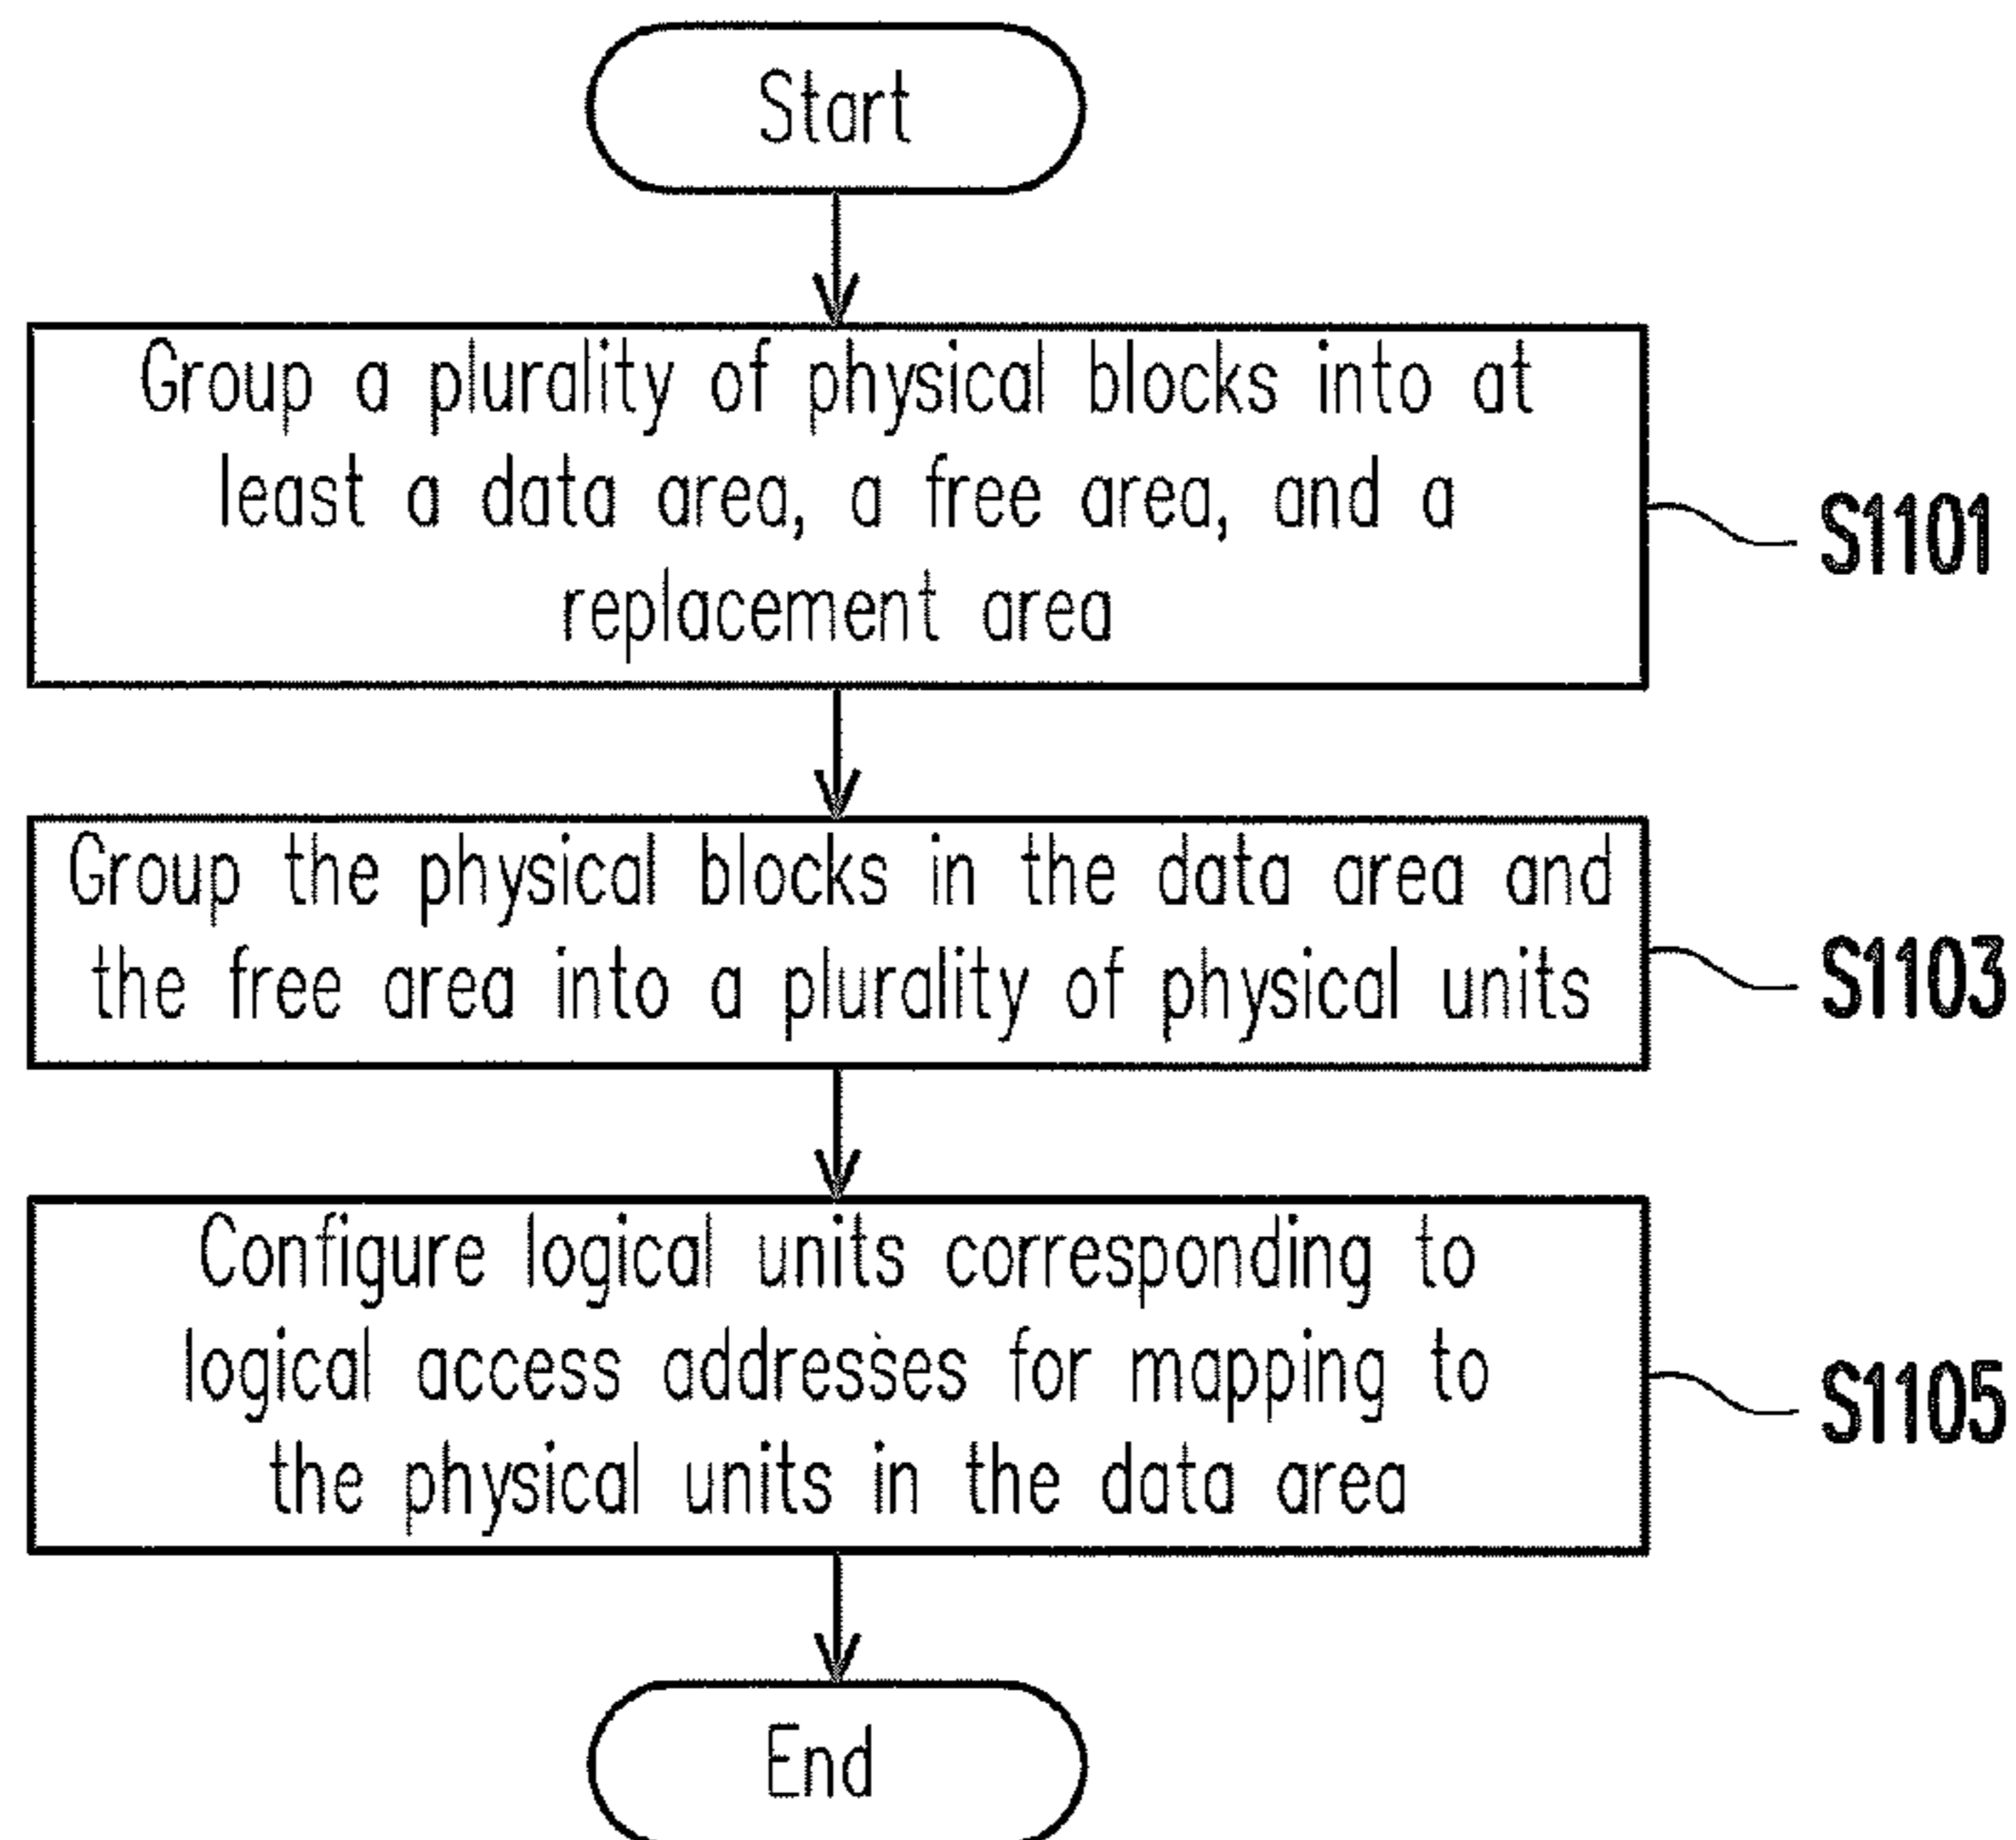 Start
Group a plurality of physical blocks into at
least a data area, a free area, and a
replacement area
S1101
Group the physical blocks in the data area and
the free area into a plurality of physical units
S1103
Configure logical units corresponding to
logical access addresses for mapping to
the physical units in the data area
S1105
End